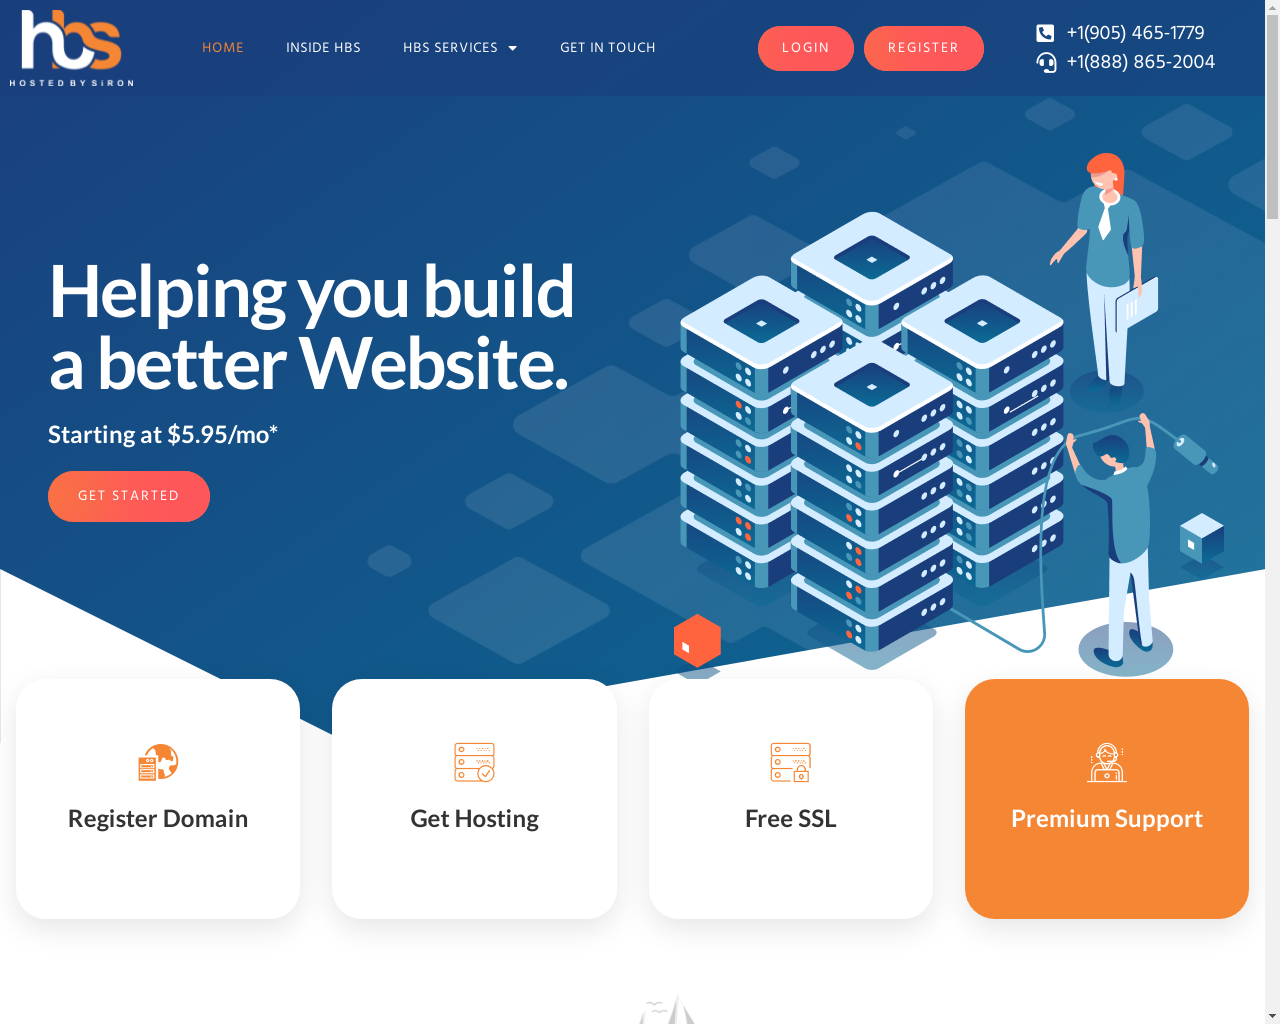 hbs
HOSTED BY SiRON
HOME
INSIDE HBS
HBS SERVICES
GET IN TOUCH
LOGIN
REGISTER
+1(905) 465-1779
+1(888) 865-2004
Helping you build
a better Website.
Starting at $5.95/mo*
GET STARTED
Register Domain
Get Hosting
Free SSL
Premium Support